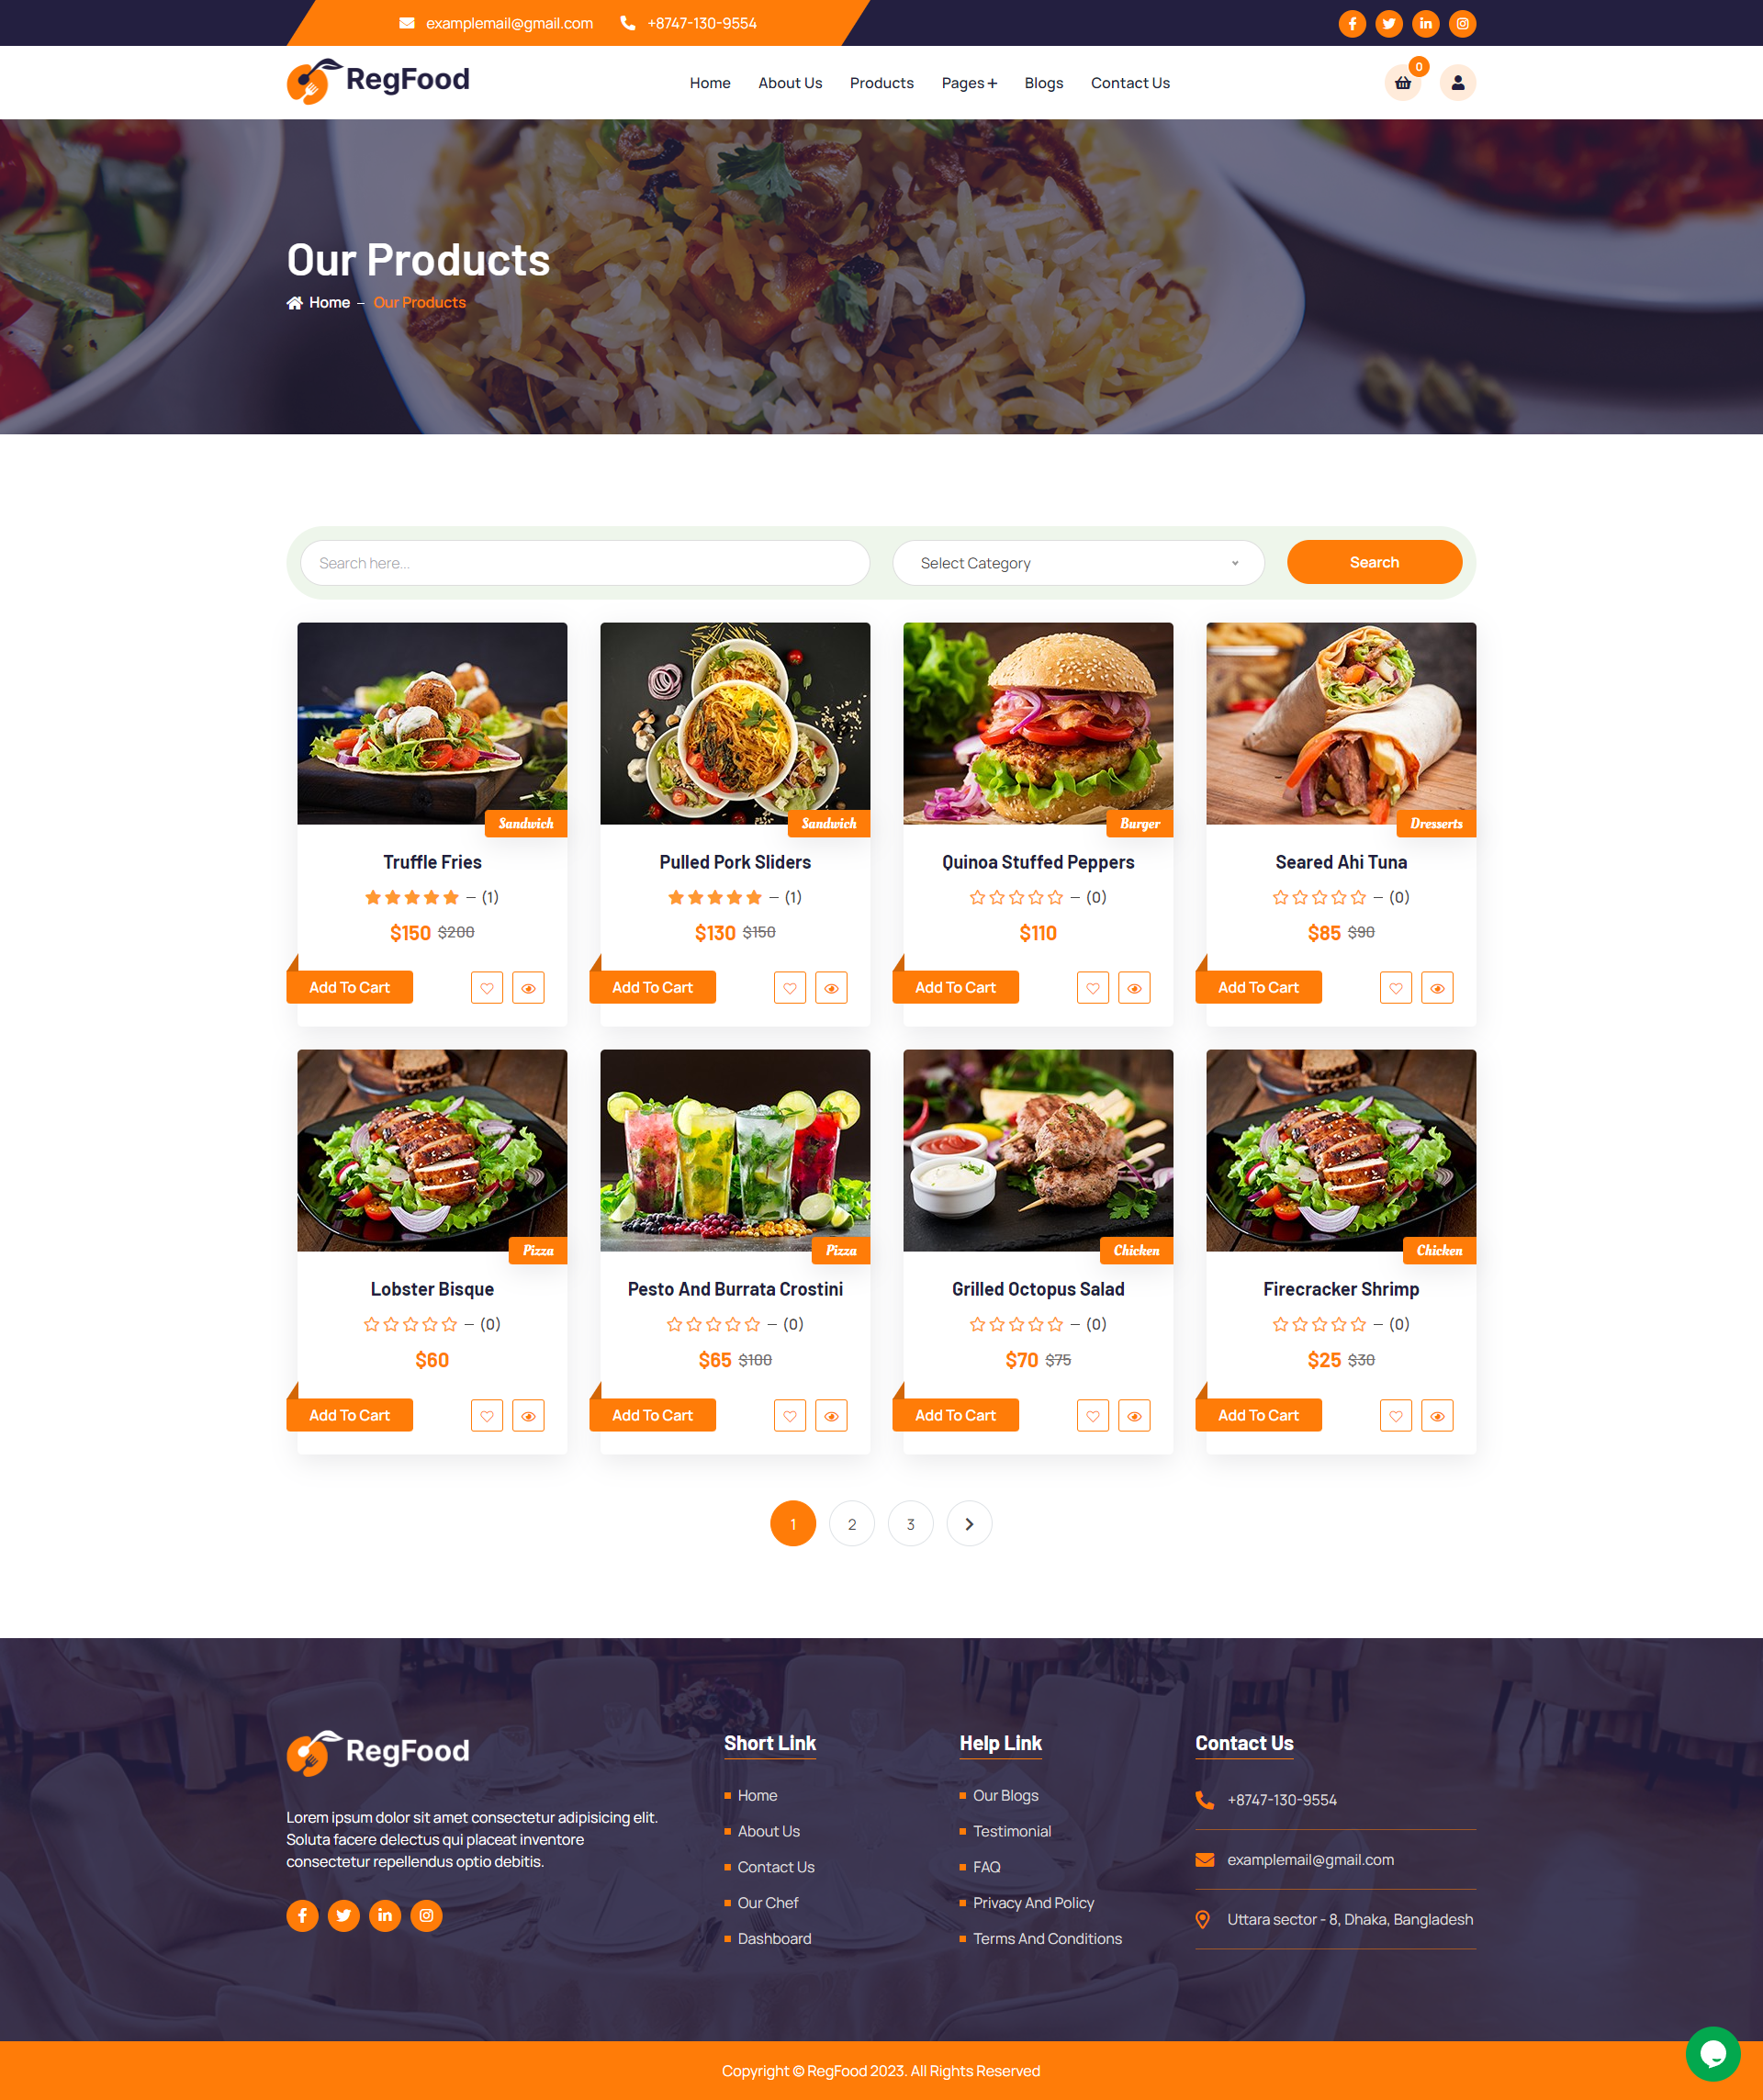 examplemail@gmail.com +8747-130-9554
RegFood
Home About Us Products Pages+ Blogs Contact Us
0
Our Products
Home – Our Products
Search here...
Select Category
Search
Sandwich
Sandwich
Burger
Dresserts
Truffle Fries
Pulled Pork Sliders
Quinoa Stuffed Peppers
Seared Ahi Tuna
– (1)
– (1)
– (0)
– (0)
$150 $200
$130 $150
$110
$85 $90
Add To Cart
Add To Cart
Add To Cart
Add To Cart
Pizza
Pizza
Chicken
Chicken
Lobster Bisque
Pesto And Burrata Crostini
Grilled Octopus Salad
Firecracker Shrimp
– (0)
– (0)
– (0)
– (0)
$60
$65 $100
$70 $75
$25 $30
Add To Cart
Add To Cart
Add To Cart
Add To Cart
1 2 3
RegFood
Lorem ipsum dolor sit amet consectetur adipisicing elit.
Soluta facere delectus qui placeat inventore
consectetur repellendus optio debitis.
Short Link
Home
About Us
Contact Us
Our Chef
Dashboard
Help Link
Our Blogs
Testimonial
FAQ
Privacy And Policy
Terms And Conditions
Contact Us
+8747-130-9554
examplemail@gmail.com
Uttara sector - 8, Dhaka, Bangladesh
Copyright © RegFood 2023. All Rights Reserved